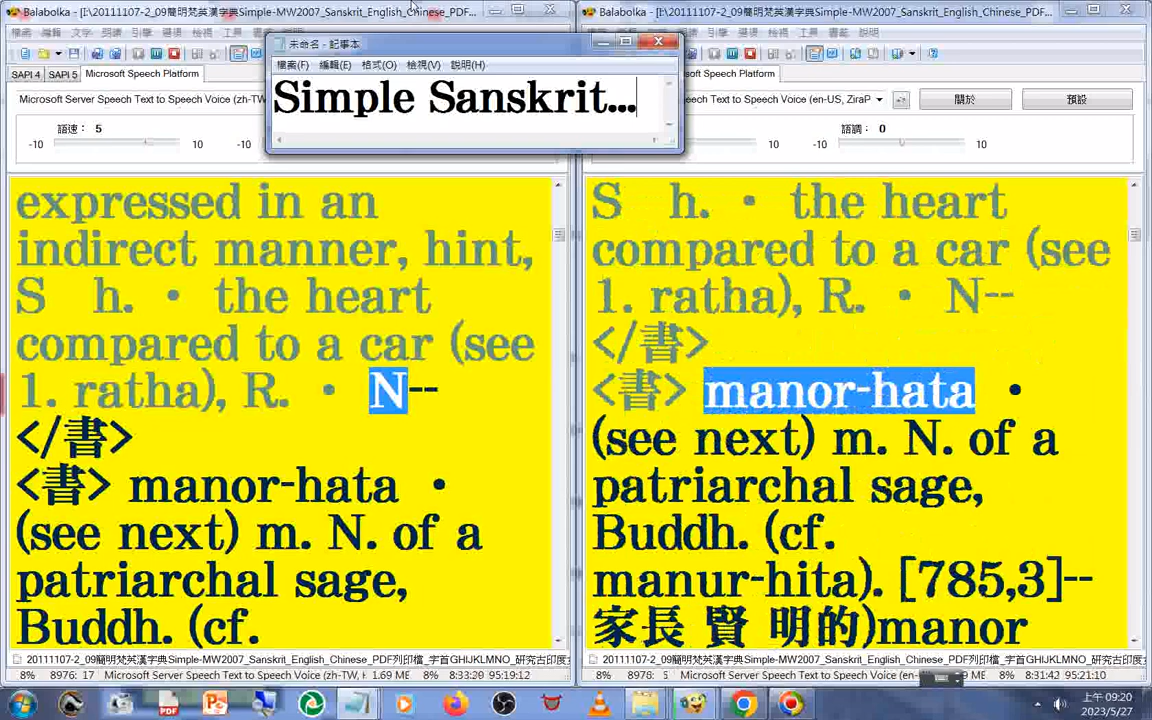 Balabolka - [I:\20111107-2_09簡明梵英漢字典Simple-MW2007_Sanskrit_English_Chinese_PDF...
Balabolka - [I:\20111107-2_09簡明梵英漢字典Simple-MW2007_Sanskrit_English_Chinese_PDF...
未命名 - 記事本
檔案(F) 編輯(E) 格式(O) 檢視(V) 說明(H)
Simple Sanskrit...
SAPI 4 SAPI 5 Microsoft Speech Platform
Speech Platform
Microsoft Server Speech Text to Speech Voice (zh-TW,
eech Text to Speech Voice (en-US, ZiraP
關於 預設
語速: 5
-10 10 -10
語調: 0
10 -10 10
expressed in an
indirect manner, hint,
S h. • the heart
compared to a car (see
1. ratha), R. • N--
</書>
<書> manor-hata •
(see next) m. N. of a
patriarchal sage,
Buddh. (cf.
S h. • the heart
compared to a car (see
1. ratha), R. • N--
</書>
<書> manor-hata •
(see next) m. N. of a
patriarchal sage,
Buddh. (cf.
manur-hita). [785,3]--
家長 賢 明的)manor
20111107-2_09簡明梵英漢字典Simple-MW2007_Sanskrit_English_Chinese_PDF列印檔_字首GHIJKLMNO_研究古印度
20111107-2_09簡明梵英漢字典Simple-MW2007_Sanskrit_English_Chinese_PDF列印檔_字首GHIJKLMNO_研究古印度
8% 8976: 17 Microsoft Server Speech Text to Speech Voice (zh-TW, 1.69 ME 8% 8:33:29 95:19:12
8% 8978: 5 Microsoft Server Speech Text to Speech Voice (en-US, 8% 8:31:42 95:21:10
上午 09:20
2023/5/27